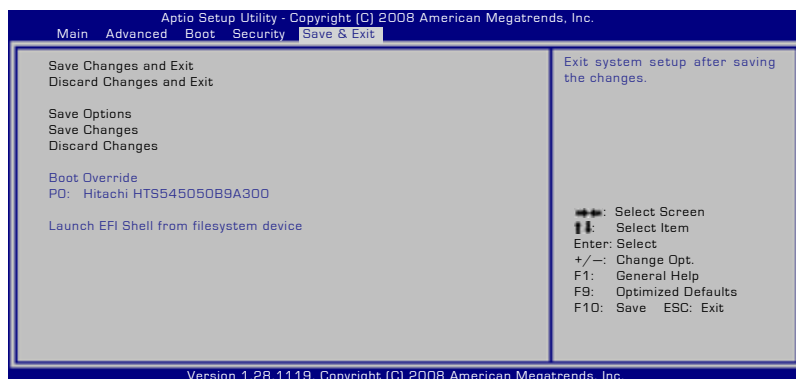 Aptio Setup Utility - Copyright (C) 2008 American Megatrends, Inc.
Main Advanced Boot Security Save & Exit
Save Changes and Exit
Discard Changes and Exit
Save Options
Save Changes
Discard Changes
Boot Override
P0: Hitachi HTS545050B9A300
Launch EFI Shell from filesystem device
Exit system setup after saving
the changes.
→←: Select Screen
↑↓: Select Item
Enter: Select
+/—: Change Opt.
F1: General Help
F9: Optimized Defaults
F10: Save ESC: Exit
Version 1.28.1119. Copyright (C) 2008 American Megatrends, Inc.